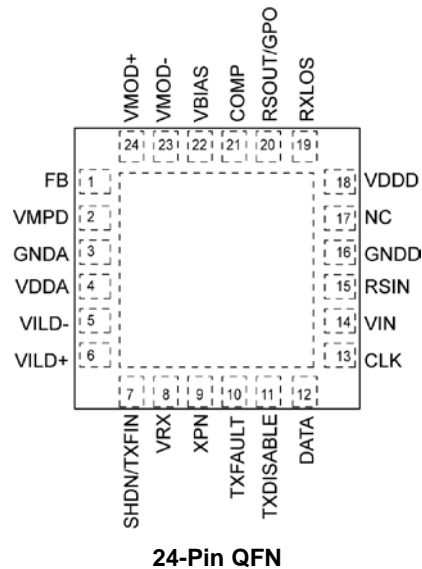 VMOD+
VMOD-
VBIAS
COMP
RSOUT/GPO
RXLOS
24
23
22
21
20
19
FB 1
VMPD 2
GNDA 3
VDDA 4
VILD- 5
VILD+ 6
18 VDDD
17 NC
16 GNDD
15 RSIN
14 VIN
13 CLK
7
8
9
10
11
12
SHDN/TXFIN
VRX
XPN
TXFAULT
TXDISABLE
DATA
24-Pin QFN